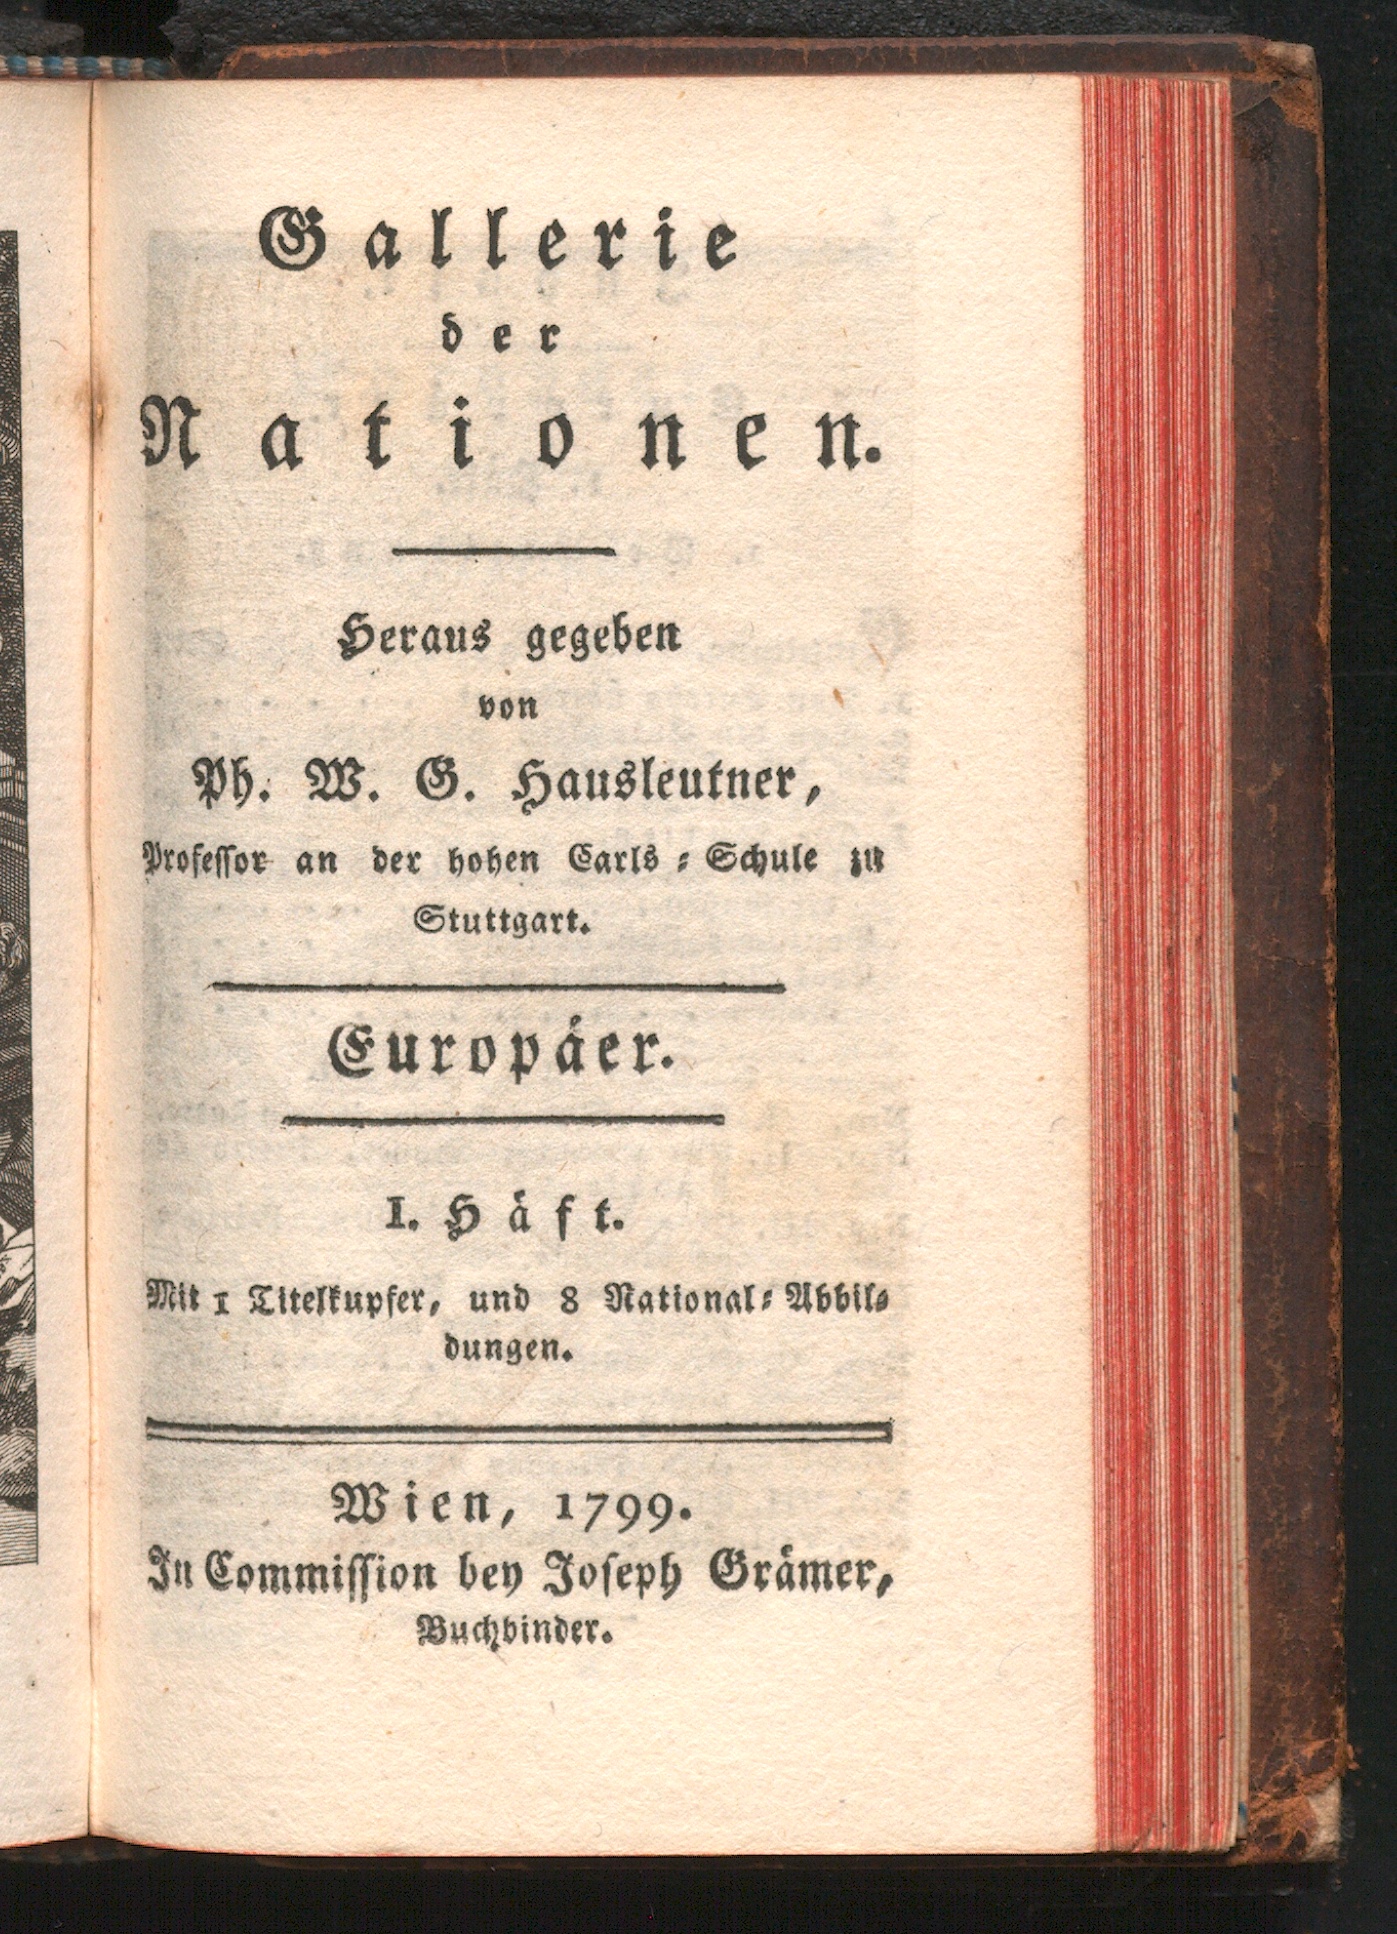 Gallerie
der
Nationen.
Heraus gegeben
von
Ph. W. G. Hausleutner,
Professor an der hohen Carls-Schule zu
Stuttgart.
Europäer.
I. Häft.
Mit 1 Titelkupfer, und 8 National-Abbil-
dungen.
Wien, 1799.
In Commission bey Joseph Grämer,
Buchbinder.